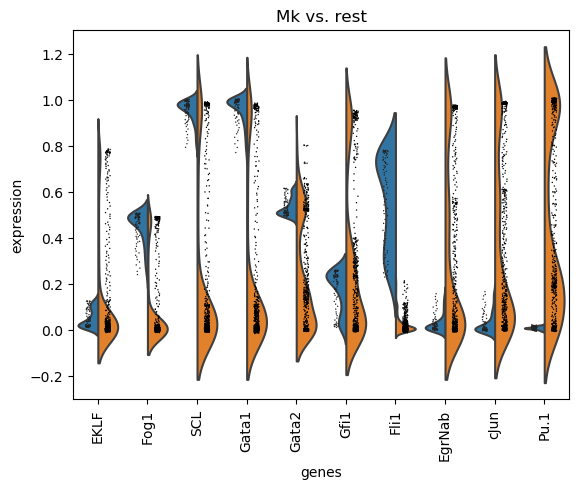 Mk vs. rest
expression
1.2
1.0
0.8
0.6
0.4
0.2
0.0
−0.2
EKLF
Fog1
SCL
Gata1
Gata2
Gfi1
Fli1
EgrNab
cJun
Pu.1
genes